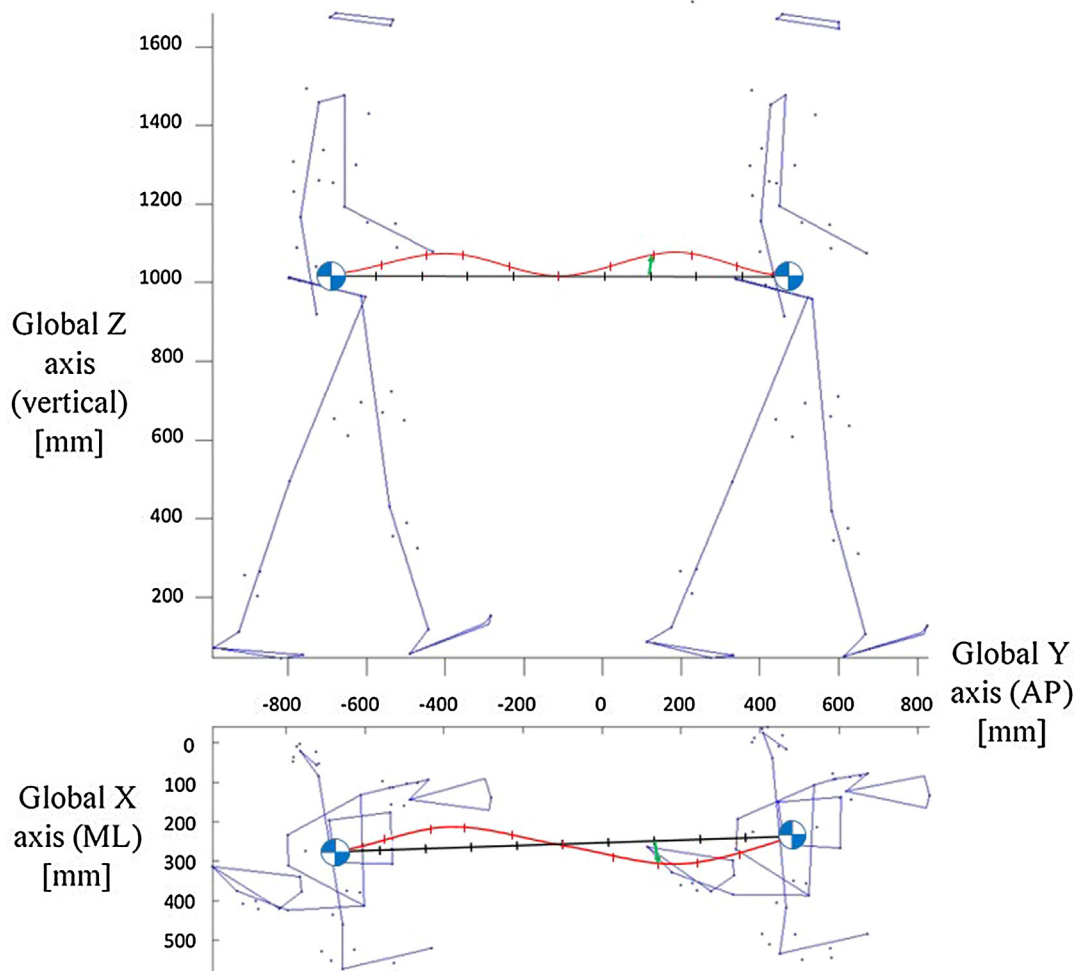 1600
1400
1200
1000
800
600
400
200
Global Z
axis
(vertical)
[mm]
-800 -600 -400 -200 0 200 400 600 800
Global Y
axis (AP)
[mm]
0
100
200
300
400
500
Global X
axis (ML)
[mm]